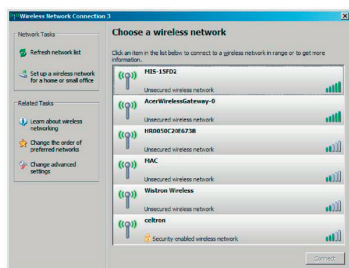 Wireless Network Connection 3
Network Tasks
Refresh network list
Set up a wireless network
for a home or small office
Related Tasks
Learn about wireless
networking
Change the order of
preferred networks
Change advanced
settings
Choose a wireless network
Click an item in the list below to connect to a wireless network in range or to get more
information.
MIS-15FD2
Unsecured wireless network
AcerWirelessGateway-0
Unsecured wireless network
Unsecured wireless network
MAC
Unsecured wireless network
Wistron Wireless
Unsecured wireless network
celtron
Security-enabled wireless network
Connect